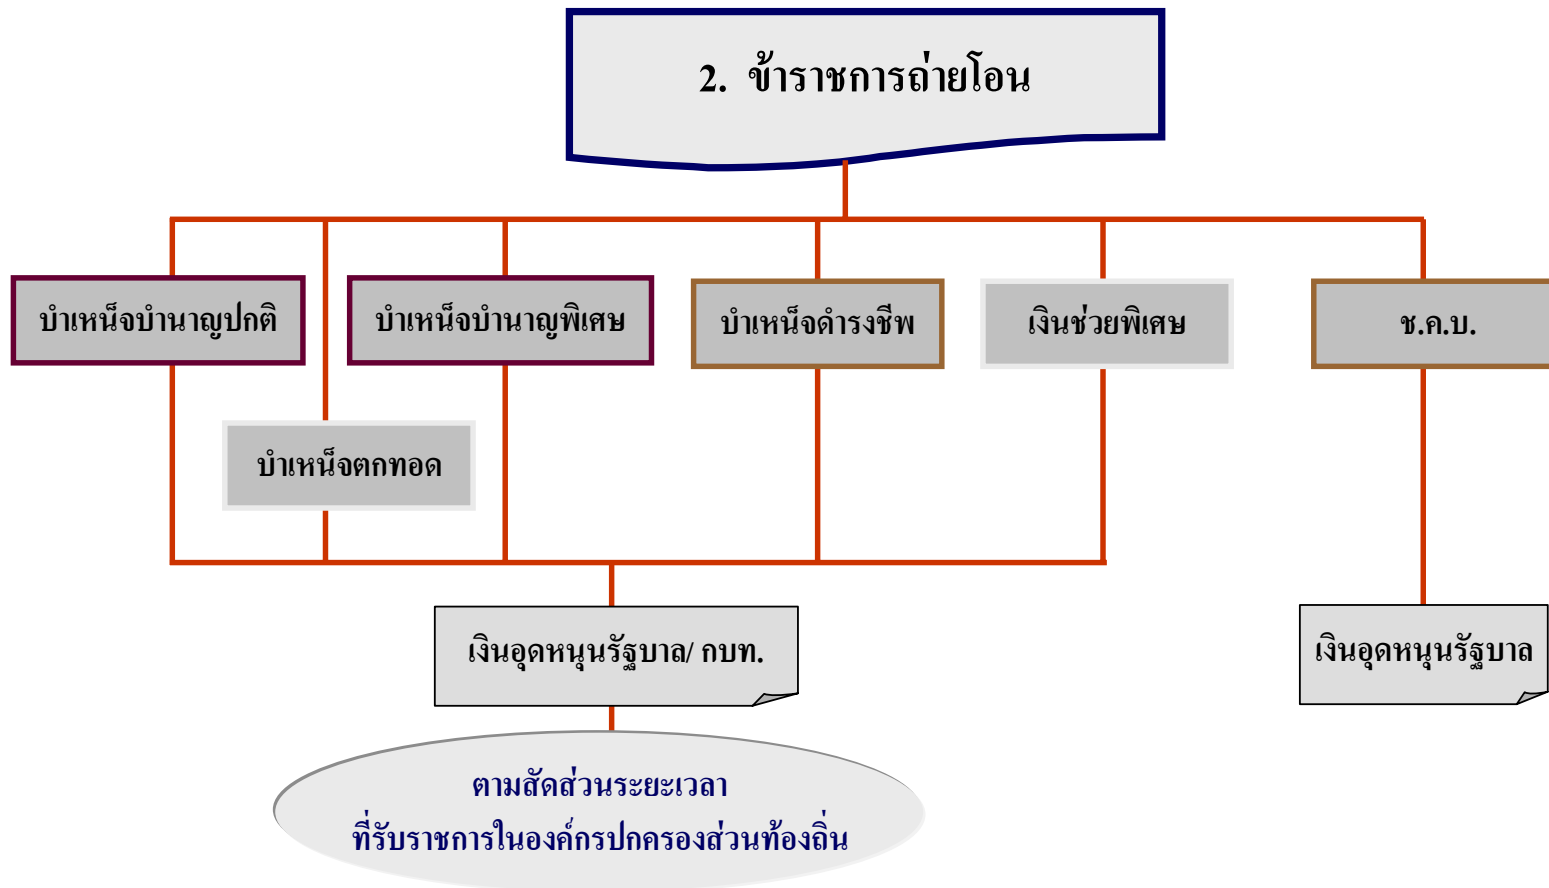 2. ข้าราชการถ่ายโอน
บำเหน็จบำนาญปกติ
บำเหน็จบำนาญพิเศษ
บำเหน็จดำรงชีพ
เงินช่วยพิเศษ
ช.ค.บ.
บำเหน็จตกทอด
เงินอุดหนุนรัฐบาล/ กบท.
เงินอุดหนุนรัฐบาล
ตามสัดส่วนระยะเวลา
ที่รับราชการในองค์กรปกครองส่วนท้องถิ่น